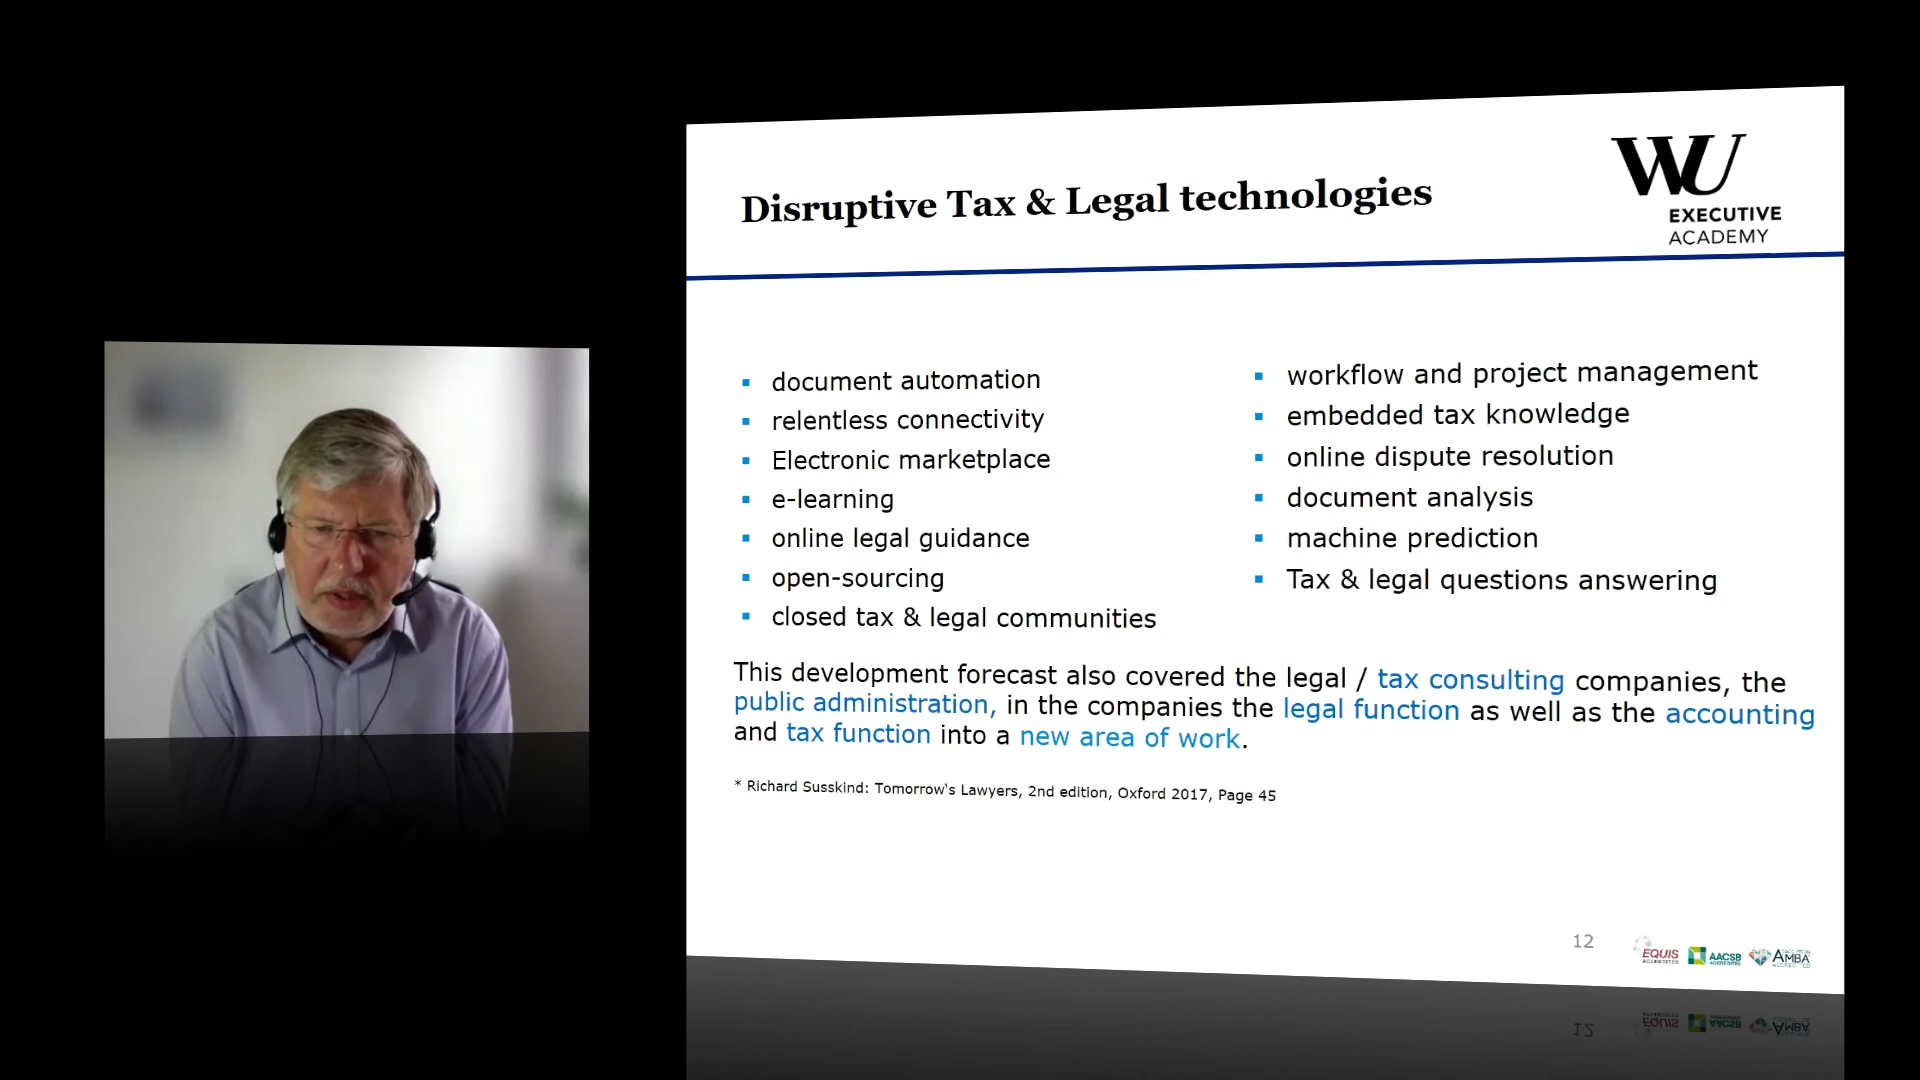 Disruptive Tax & Legal technologies
WU
EXECUTIVE
ACADEMY
▪ document automation
▪ relentless connectivity
▪ Electronic marketplace
▪ e-learning
▪ online legal guidance
▪ open-sourcing
▪ closed tax & legal communities
▪ workflow and project management
▪ embedded tax knowledge
▪ online dispute resolution
▪ document analysis
▪ machine prediction
▪ Tax & legal questions answering
This development forecast also covered the legal / tax consulting companies, the
public administration, in the companies the legal function as well as the accounting
and tax function into a new area of work.
* Richard Susskind: Tomorrow‘s Lawyers, 2nd edition, Oxford 2017, Page 45
12
EQUIS
ACCREDITED
AACSB
ACCREDITED
AMBA
ACCREDITED